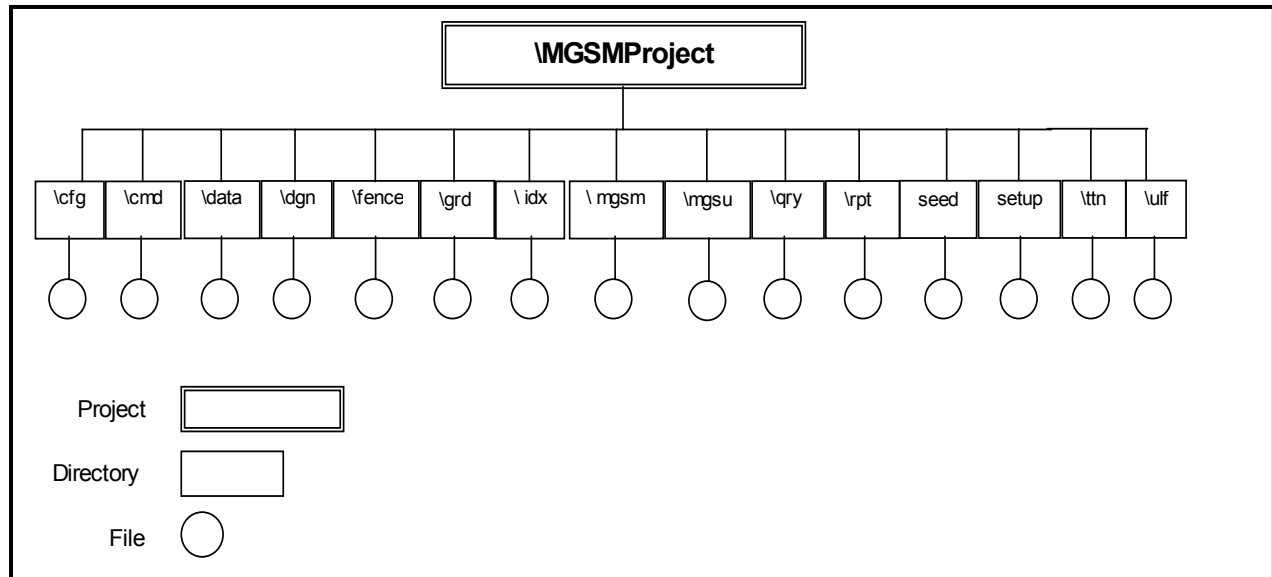 \MGSMProject
\cfg \cmd \data \dgn \fence \grd \ idx \ mgsm \mgsu \qry \rpt seed setup \ttn \ulf
Project
Directory
File